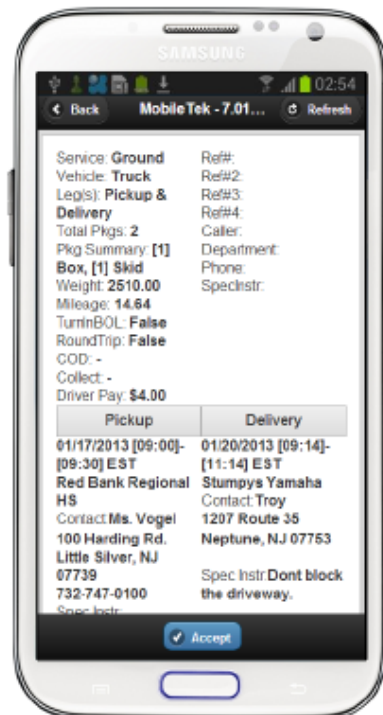 SAMSUNG
02:54
Back
MobileTek - 7.01...
Refresh
Service: Ground
Vehicle: Truck
Leg(s): Pickup &
Delivery
Total Pkgs: 2
Pkg Summary: [1]
Box, [1] Skid
Weight: 2510.00
Mileage: 14.64
TurnInBOL: False
RoundTrip: False
COD: -
Collect: -
Driver Pay: $4.00
Ref#:
Ref#2:
Ref#3:
Ref#4:
Caller:
Department:
Phone:
SpecInstr:
Pickup
01/17/2013 [09:00]-
[09:30] EST
Red Bank Regional
HS
Contact:Ms. Vogel
100 Harding Rd.
Little Silver, NJ
07739
732-747-0100
Spec Instr:
Delivery
01/20/2013 [09:14]-
[11:14] EST
Stumpys Yamaha
Contact:Troy
1207 Route 35
Neptune, NJ 07753
Spec Instr:Dont block
the driveway.
Accept